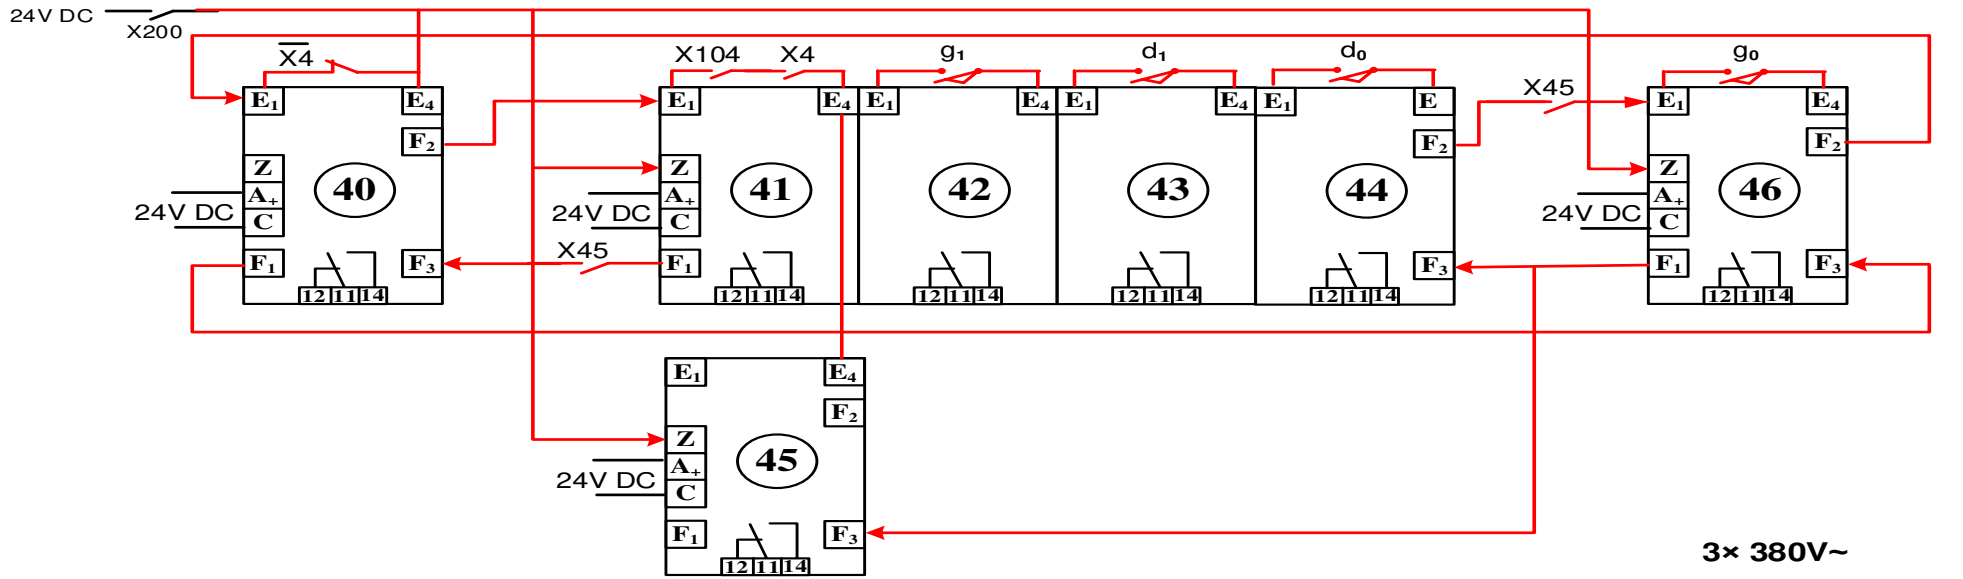 24V DC
X200
X̅4̅
X104 X4 g₁ d₁ d₀ g₀
E₁ E₄ E₁ E₄ E₁ E₄ E₁ E₄ E₁ E X45 E₁ E₄
F₂ F₂ F₂
Z Z Z
40 41 42 43 44 46
24V DC A₊ 24V DC A₊ 24V DC A₊
C C C
F₁ F₃ X45 F₁ F₃ F₁ F₃
12 11 14 12 11 14 12 11 14 12 11 14 12 11 14 12 11 14
E₁ E₄
F₂
Z
45
24V DC A₊
C
F₁ F₃
12 11 14
3× 380V~